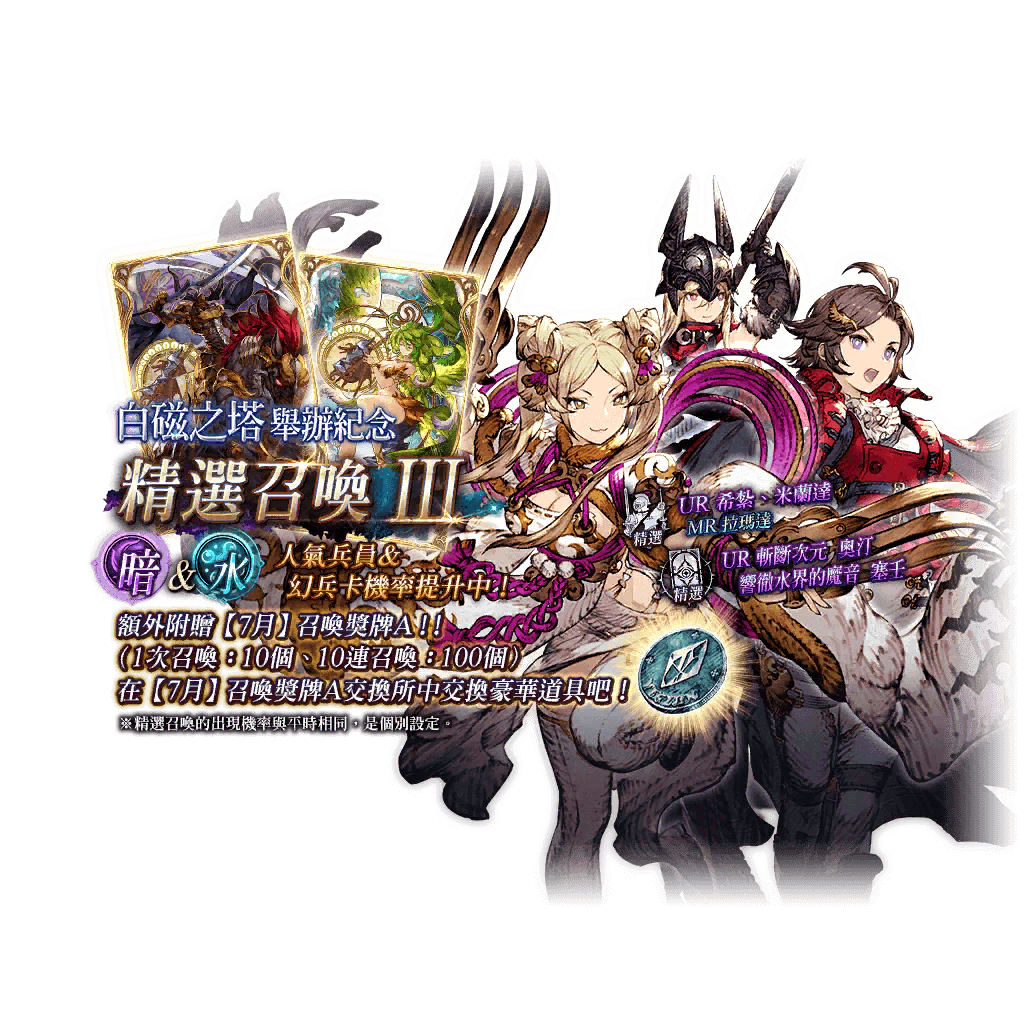 白磁之塔 舉辦紀念
精選召喚 III
暗 & 氷
人氣兵員&
幻兵卡機率提升中！
額外附贈【7月】召喚獎牌A！！
（1次召喚：10個、10連召喚：100個）
在【7月】召喚獎牌A交換所中交換豪華道具吧！
※精選召喚的出現機率與平時相同，是個別設定。
精選
UR 希紮、米蘭達
MR 拉瑪達
精選
UR 斬斷次元 奧汀
響徹水界的魔音 塞壬